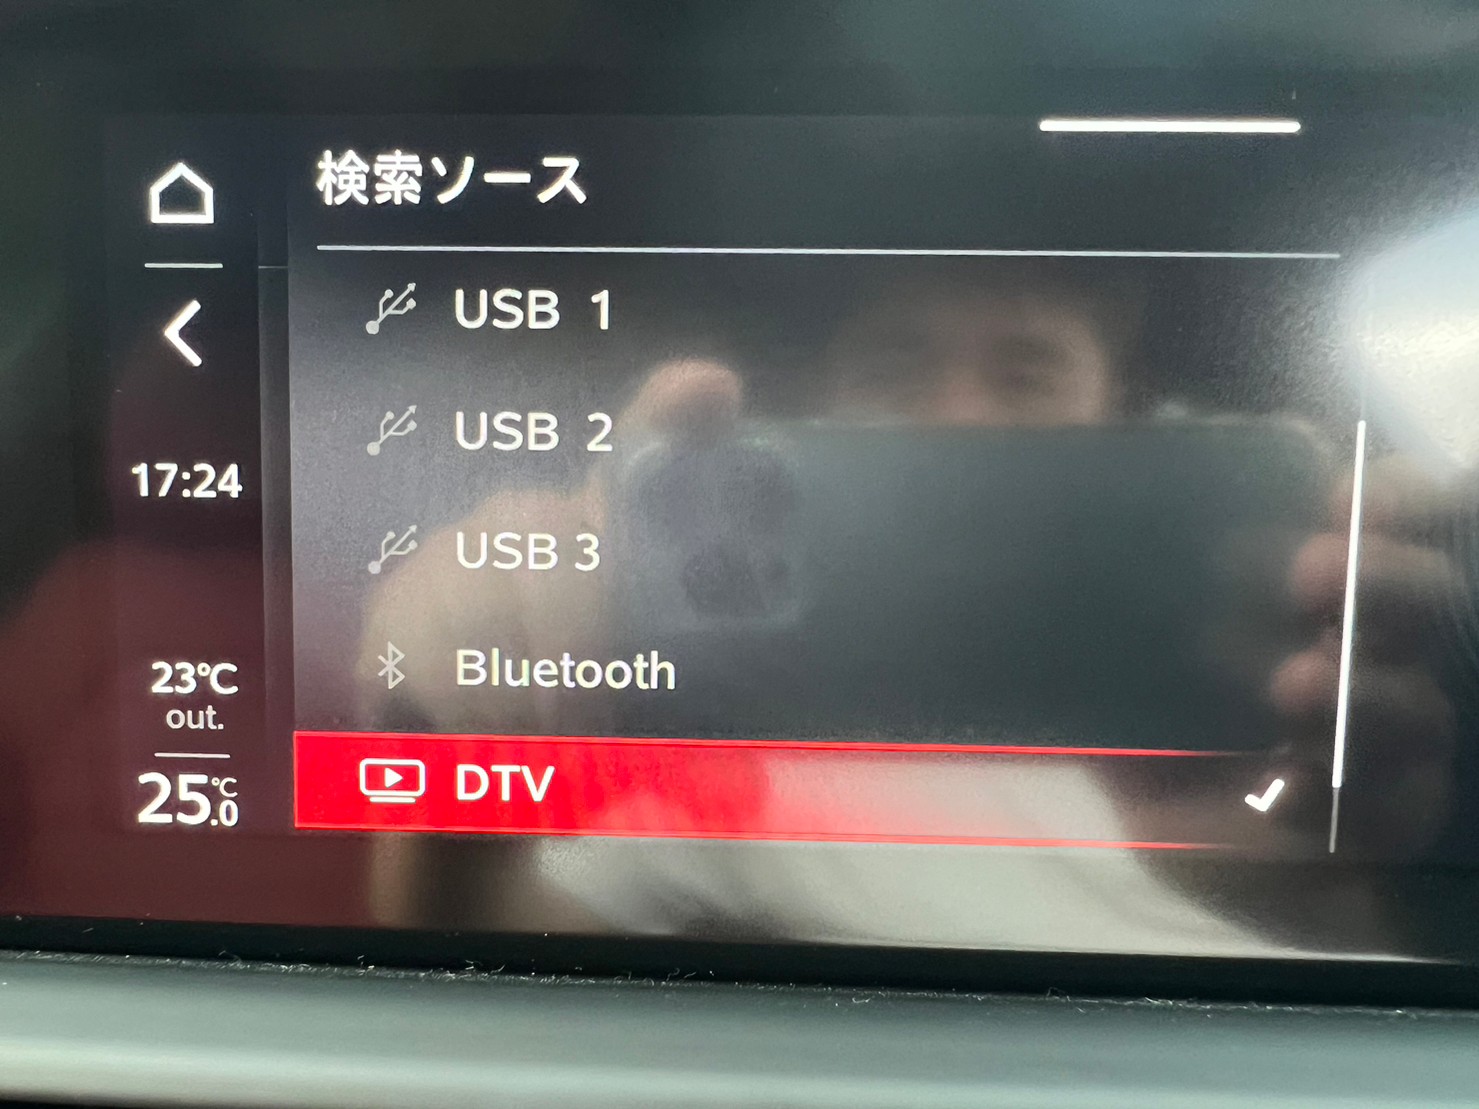 検索ソース
USB 1
USB 2
17:24
USB 3
Bluetooth
23℃
out.
DTV
25.0℃